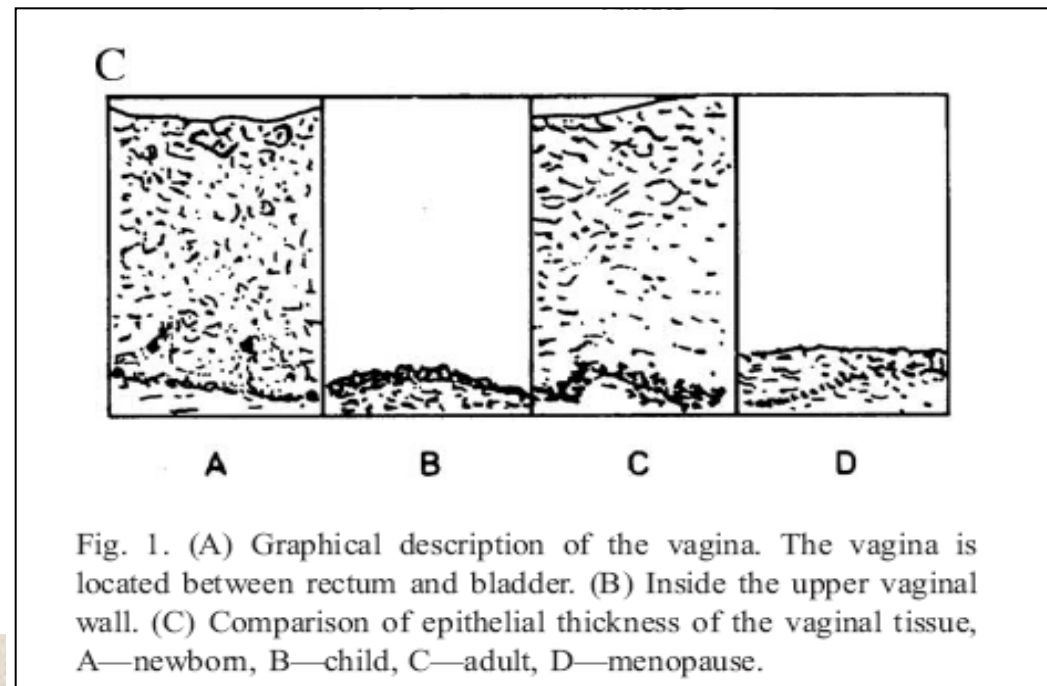 C
A B C D
Fig. 1. (A) Graphical description of the vagina. The vagina is
located between rectum and bladder. (B) Inside the upper vaginal
wall. (C) Comparison of epithelial thickness of the vaginal tissue,
A—newborn, B—child, C—adult, D—menopause.